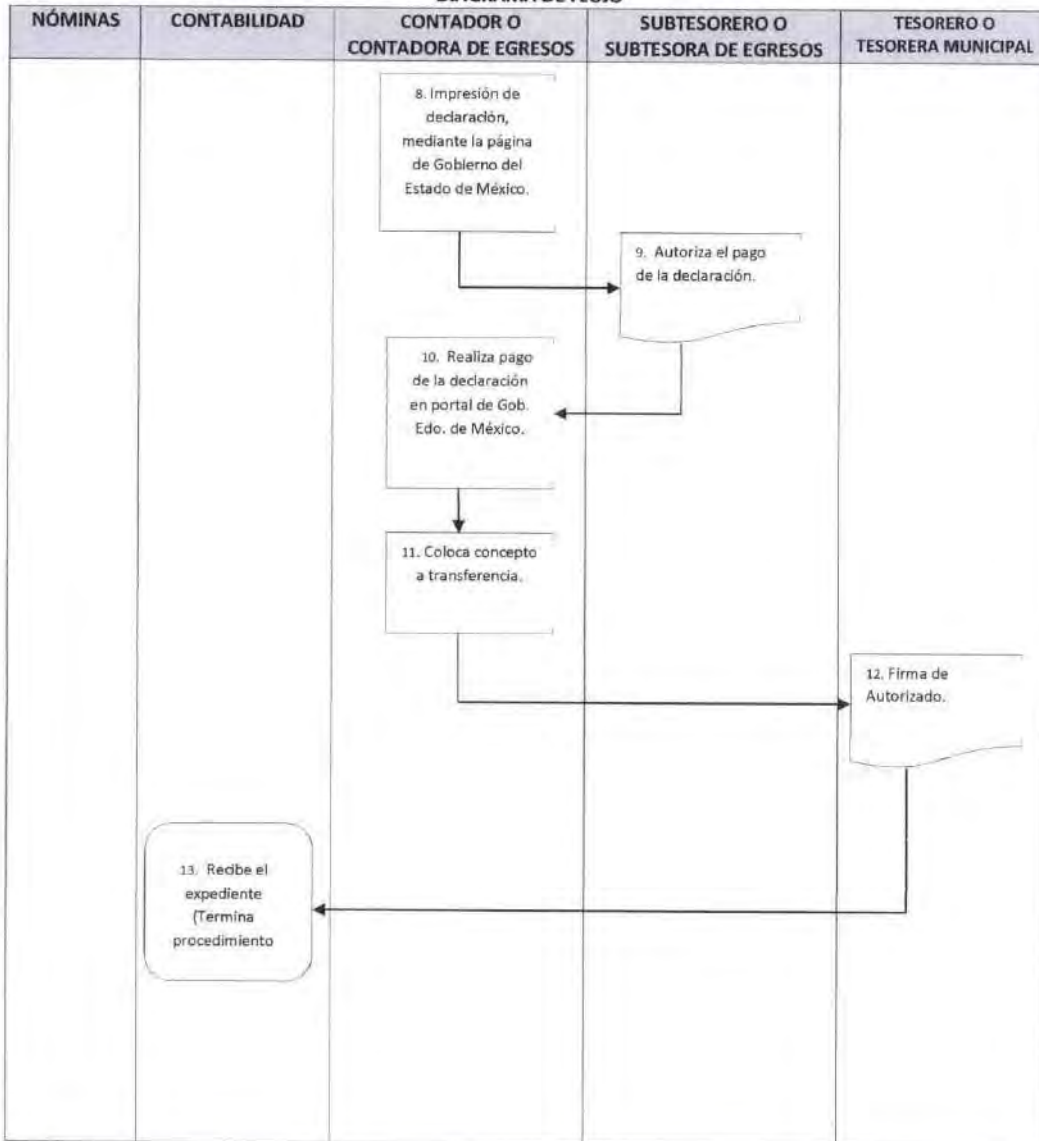 DIAGRAMA DE FLUJO
NÓMINAS
CONTABILIDAD
CONTADOR O
CONTADORA DE EGRESOS
SUBTESORERO O
SUBTESORA DE EGRESOS
TESORERO O
TESORERA MUNICIPAL
8. Impresión de
declaración,
mediante la página
de Gobierno del
Estado de México.
9. Autoriza el pago
de la declaración.
10. Realiza pago
de la declaración
en portal de Gob.
Edo. de México.
11. Coloca concepto
a transferencia.
12. Firma de
Autorizado.
13. Recibe el
expediente
(Termina
procedimiento